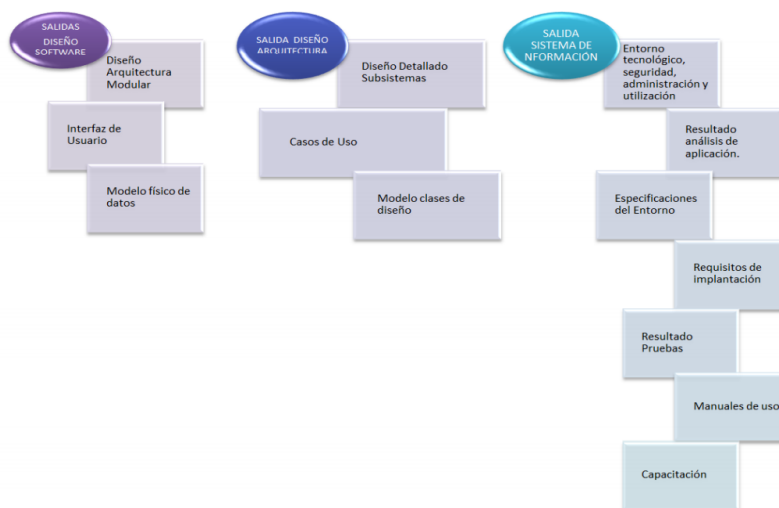 SALIDAS
DISEÑO
SOFTWARE
Diseño
Arquitectura
Modular
Interfaz de
Usuario
Modelo físico de
datos
SALIDA DISEÑO
ARQUITECTURA
Diseño Detallado
Subsistemas
Casos de Uso
Modelo clases de
diseño
SALIDA
SISTEMA DE
NFORMACIÓN
Entorno
tecnológico,
seguridad,
administración y
utilización
Resultado
análisis de
aplicación.
Especificaciones
del Entorno
Requisitos de
implantación
Resultado
Pruebas
Manuales de uso
Capacitación